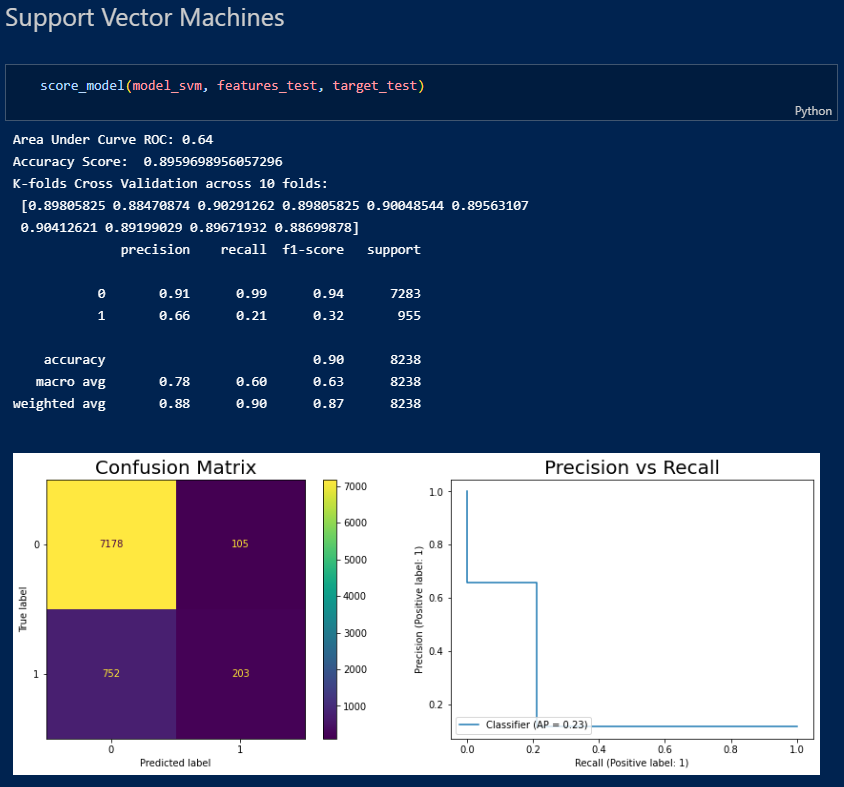 Support Vector Machines
score_model(model_svm, features_test, target_test)
Python
Area Under Curve ROC: 0.64
Accuracy Score:  0.8959698956057296
K-folds Cross Validation across 10 folds:
[0.89805825 0.88470874 0.90291262 0.89805825 0.90048544 0.89563107
0.90412621 0.89199029 0.89671932 0.88699878]
precision recall f1-score support
0 0.91 0.99 0.94 7283
1 0.66 0.21 0.32 955
accuracy 0.90 8238
macro avg 0.78 0.60 0.63 8238
weighted avg 0.88 0.90 0.87 8238
Confusion Matrix
7178 105
752 203
0
1
True label
0 1
Predicted label
7000
6000
5000
4000
3000
2000
1000
Precision vs Recall
1.0
0.8
0.6
0.4
0.2
Precision (Positive label: 1)
Classifier (AP = 0.23)
0.0 0.2 0.4 0.6 0.8 1.0
Recall (Positive label: 1)